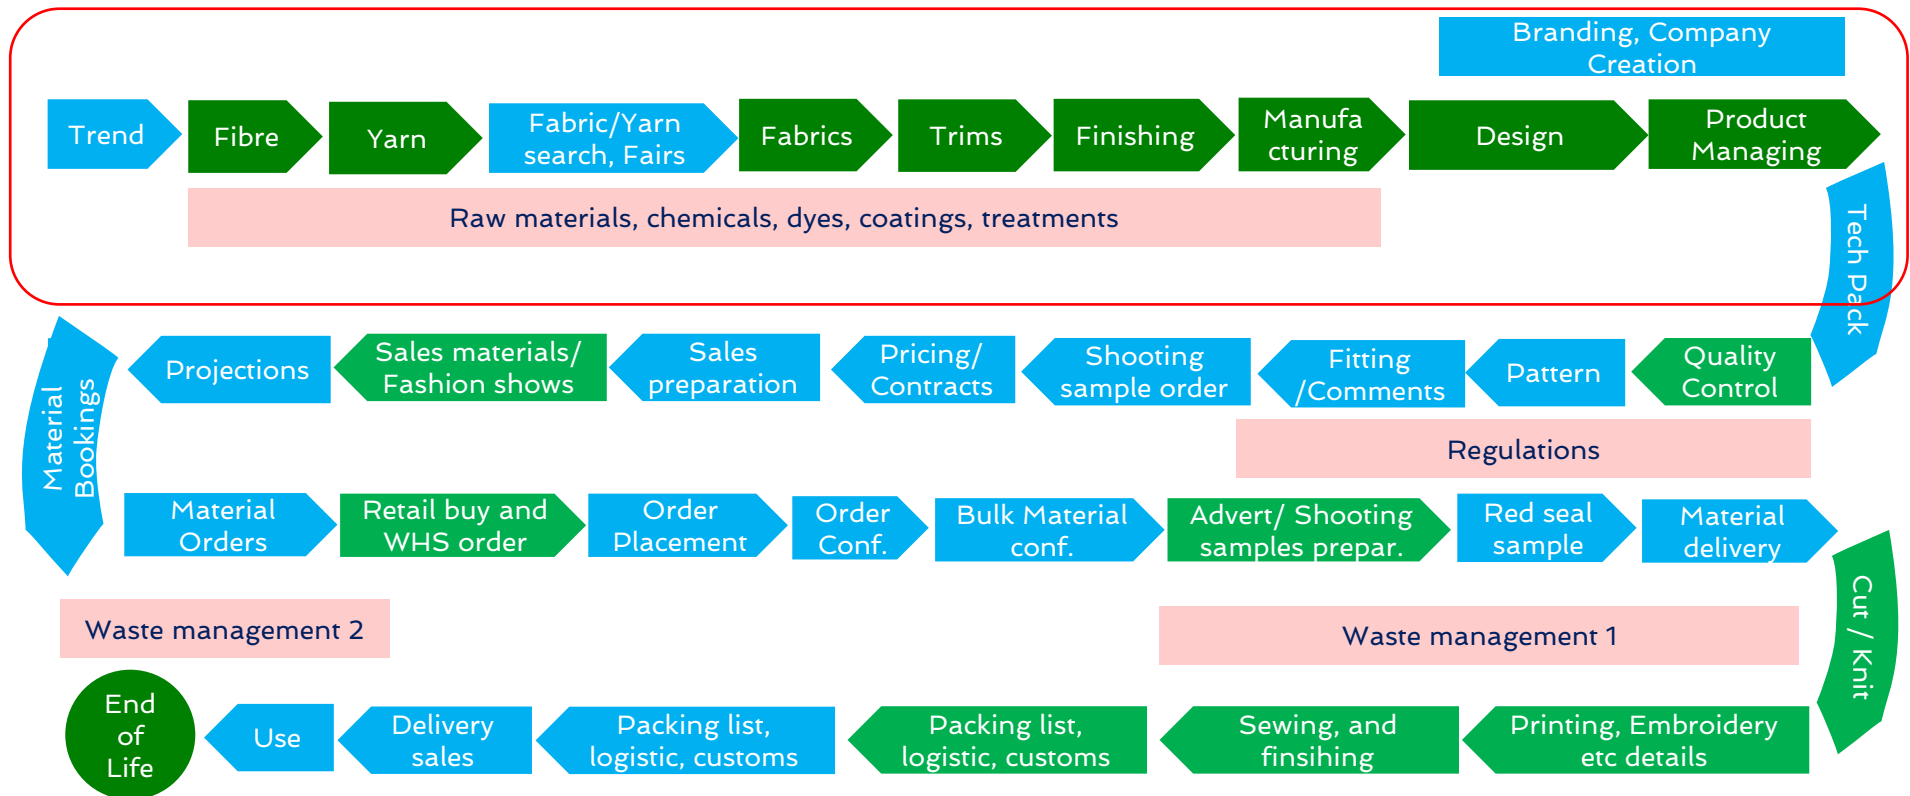 Branding, Company
Creation
Trend
Fibre
Yarn
Fabric/Yarn
search, Fairs
Fabrics
Trims
Finishing
Manufa
cturing
Design
Product
Managing
Raw materials, chemicals, dyes, coatings, treatments
Tech Pack
Quality
Control
Pattern
Fitting
/Comments
Shooting
sample order
Pricing/
Contracts
Sales
preparation
Sales materials/
Fashion shows
Projections
Regulations
Material
Bookings
Material
Orders
Retail buy and
WHS order
Order
Placement
Order
Conf.
Bulk Material
conf.
Advert/ Shooting
samples prepar.
Red seal
sample
Material
delivery
Cut / Knit
Waste management 1
Waste management 2
Printing, Embroidery
etc details
Sewing, and
finsihing
Packing list,
logistic, customs
Packing list,
logistic, customs
Delivery
sales
Use
End
of
Life